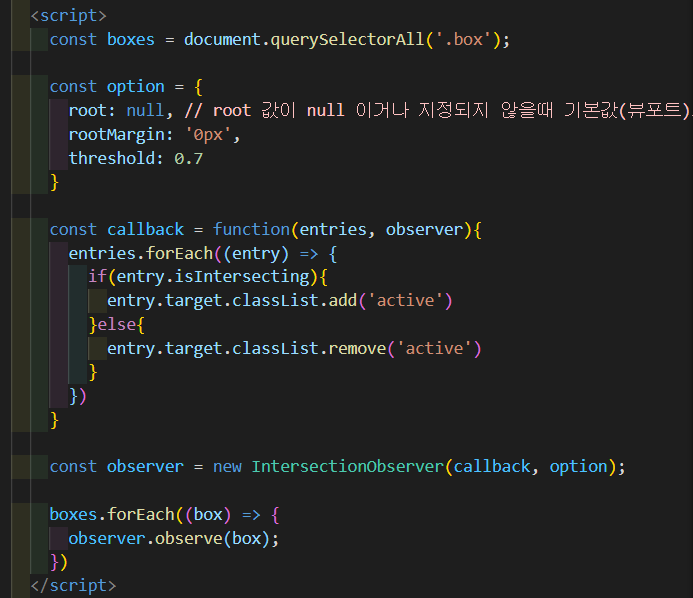 <script>
const boxes = document.querySelectorAll('.box');
const option = {
root: null, // root 값이 null 이거나 지정되지 않을때 기본값(뷰포트)
rootMargin: '0px',
threshold: 0.7
}
const callback = function(entries, observer){
entries.forEach((entry) => {
if(entry.isIntersecting){
entry.target.classList.add('active')
}else{
entry.target.classList.remove('active')
}
})
}
const observer = new IntersectionObserver(callback, option);
boxes.forEach((box) => {
observer.observe(box);
})
</script>